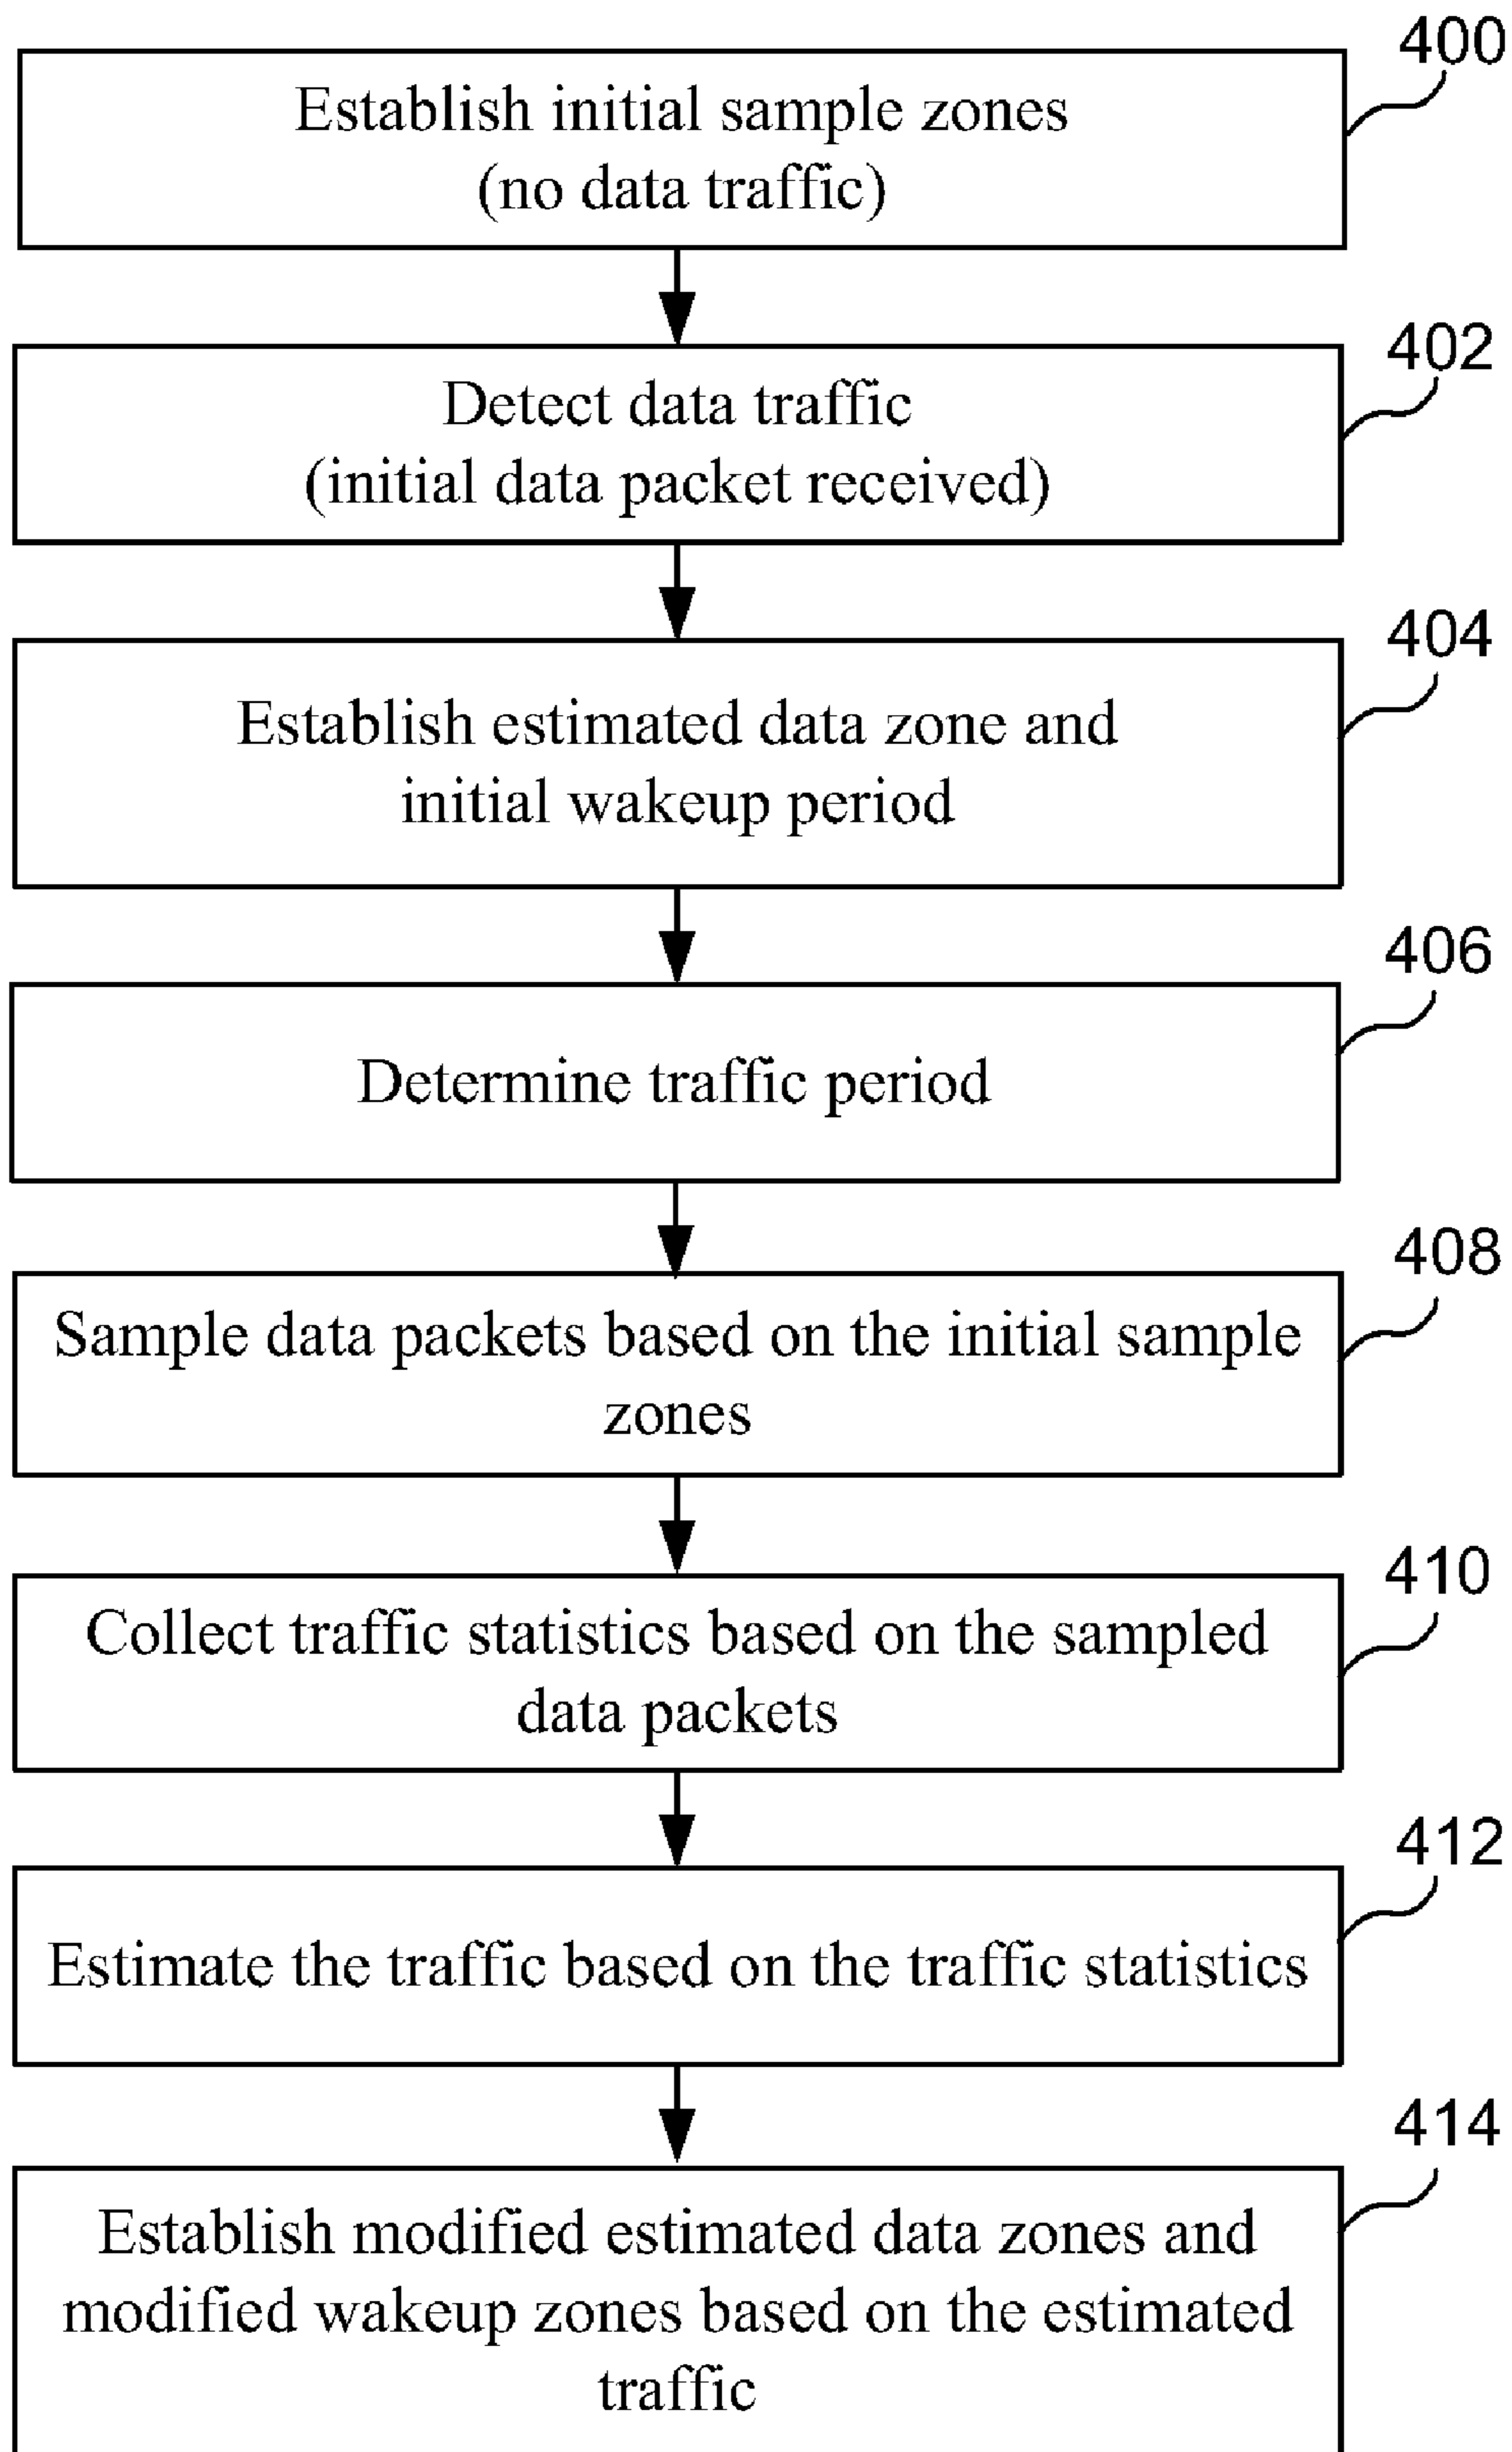 400
Establish initial sample zones
(no data traffic)
402
Detect data traffic
(initial data packet received)
404
Establish estimated data zone and
initial wakeup period
406
Determine traffic period
408
Sample data packets based on the initial sample
zones
410
Collect traffic statistics based on the sampled
data packets
412
Estimate the traffic based on the traffic statistics
414
Establish modified estimated data zones and
modified wakeup zones based on the estimated
traffic